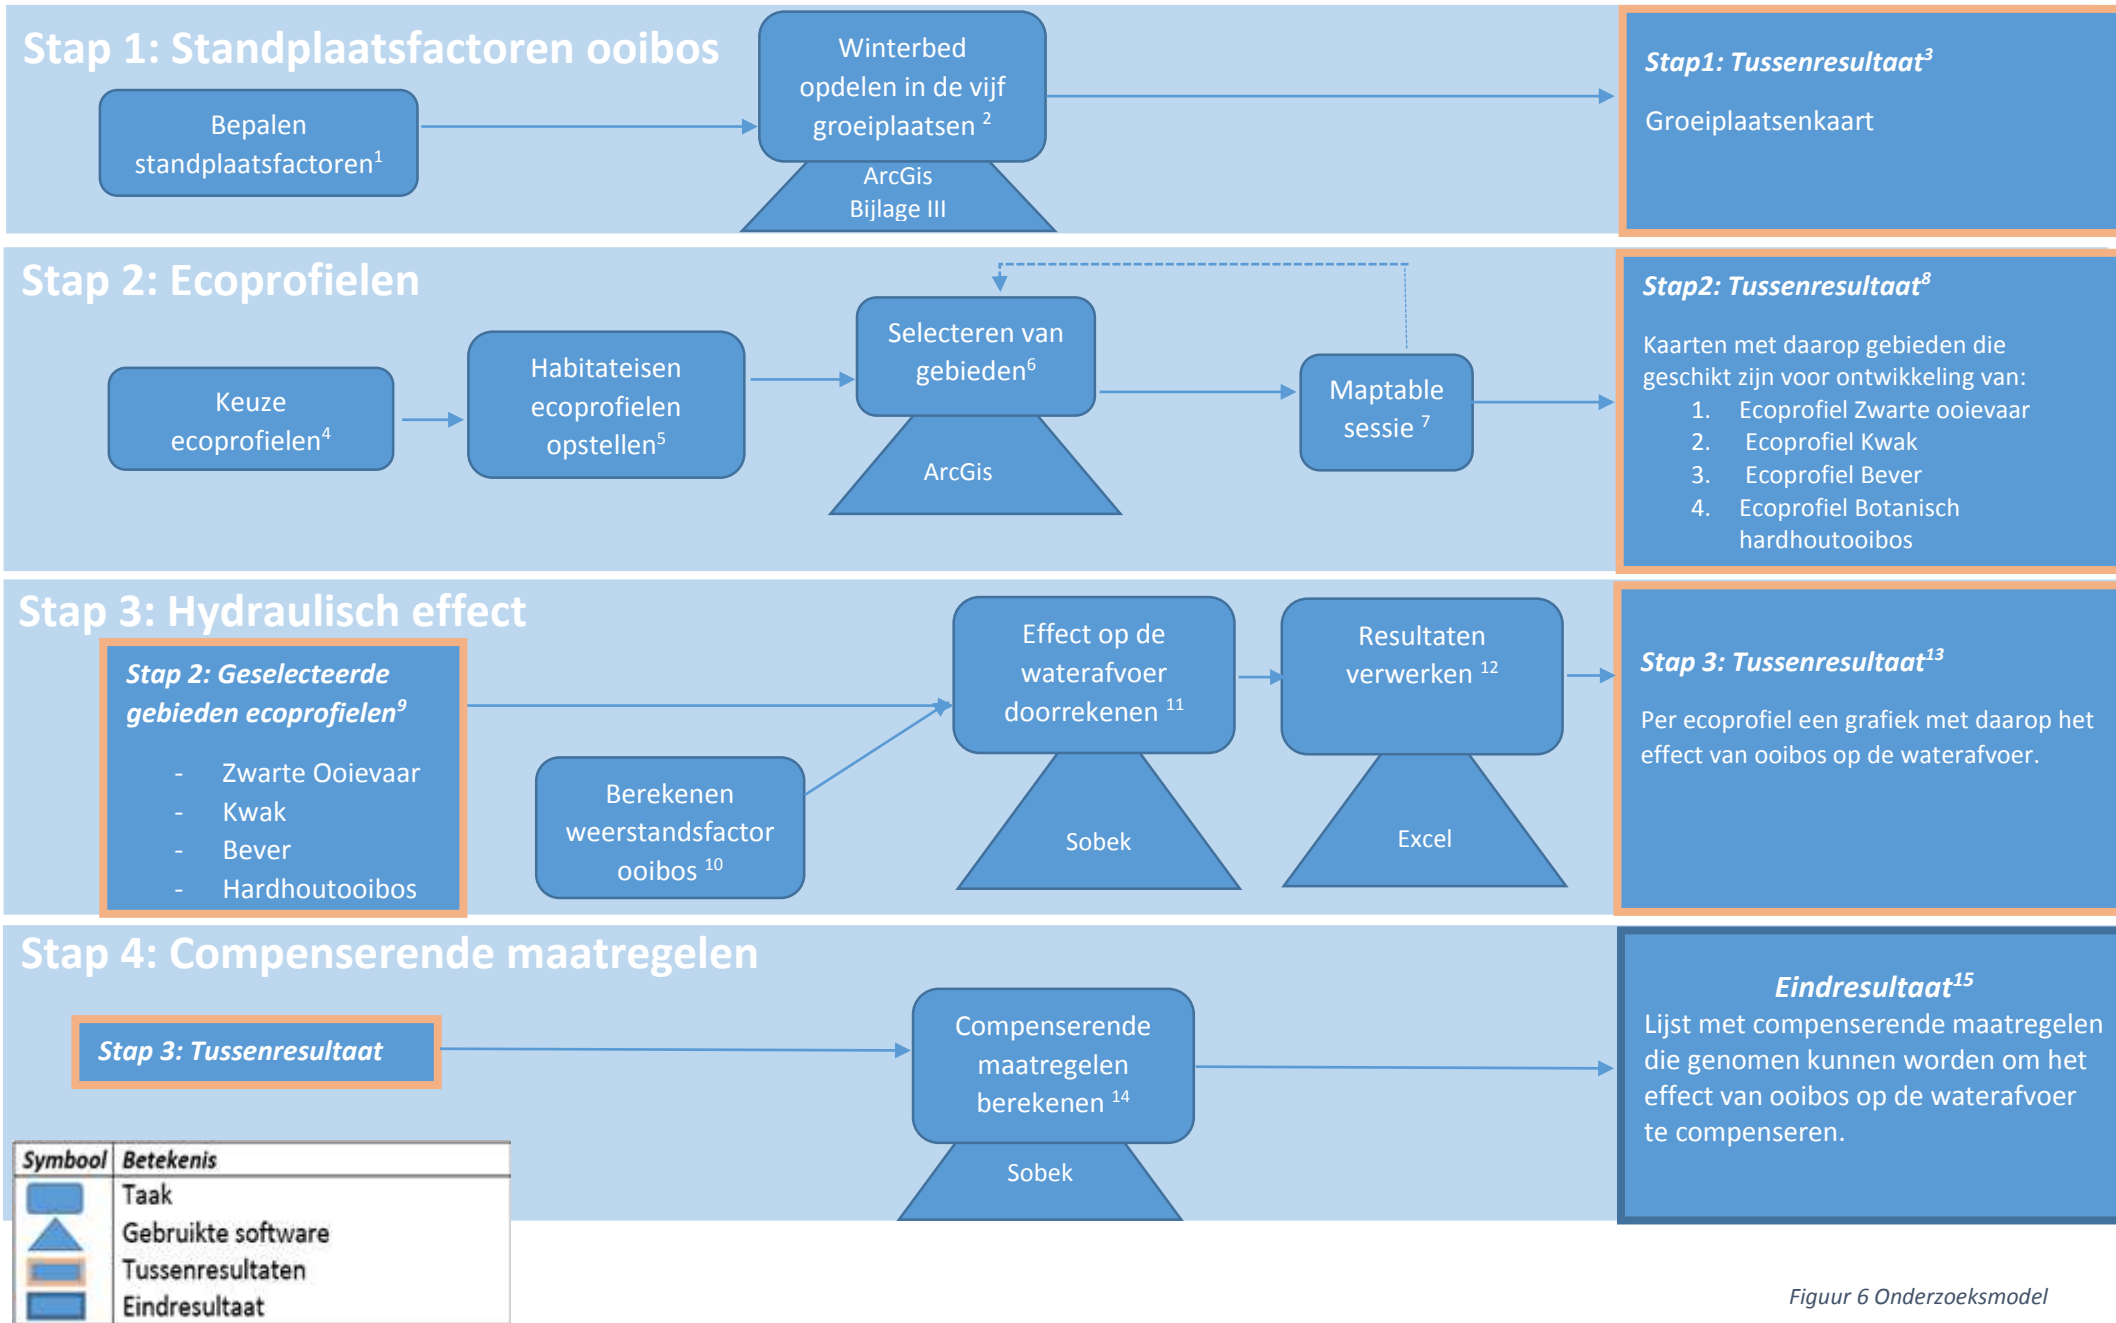 Stap 1: Standplaatsfactoren ooibos
Bepalen
standplaatsfactoren¹
Winterbed
opdelen in de vijf
groeiplaatsen ²
ArcGis
Bijlage III
Stap1: Tussenresultaat³
Groeiplaatsenkaart
Stap 2: Ecoprofielen
Keuze
ecoprofielen⁴
Habitateisen
ecoprofielen
opstellen⁵
Selecteren van
gebieden⁶
ArcGis
Maptable
sessie ⁷
Stap2: Tussenresultaat⁸
Kaarten met daarop gebieden die
geschikt zijn voor ontwikkeling van:
1. Ecoprofiel Zwarte ooievaar
2. Ecoprofiel Kwak
3. Ecoprofiel Bever
4. Ecoprofiel Botanisch
hardhoutooibos
Stap 3: Hydraulisch effect
Stap 2: Geselecteerde
gebieden ecoprofielen⁹
- Zwarte Ooievaar
- Kwak
- Bever
- Hardhoutooibos
Berekenen
weerstandsfactor
ooibos ¹⁰
Effect op de
waterafvoer
doorrekenen ¹¹
Sobek
Resultaten
verwerken ¹²
Excel
Stap 3: Tussenresultaat¹³
Per ecoprofiel een grafiek met daarop het
effect van ooibos op de waterafvoer.
Stap 4: Compenserende maatregelen
Stap 3: Tussenresultaat
Compenserende
maatregelen
berekenen ¹⁴
Sobek
Eindresultaat¹⁵
Lijst met compenserende maatregelen
die genomen kunnen worden om het
effect van ooibos op de waterafvoer
te compenseren.
Symbool Betekenis
Taak
Gebruikte software
Tussenresultaten
Eindresultaat
Figuur 6 Onderzoeksmodel